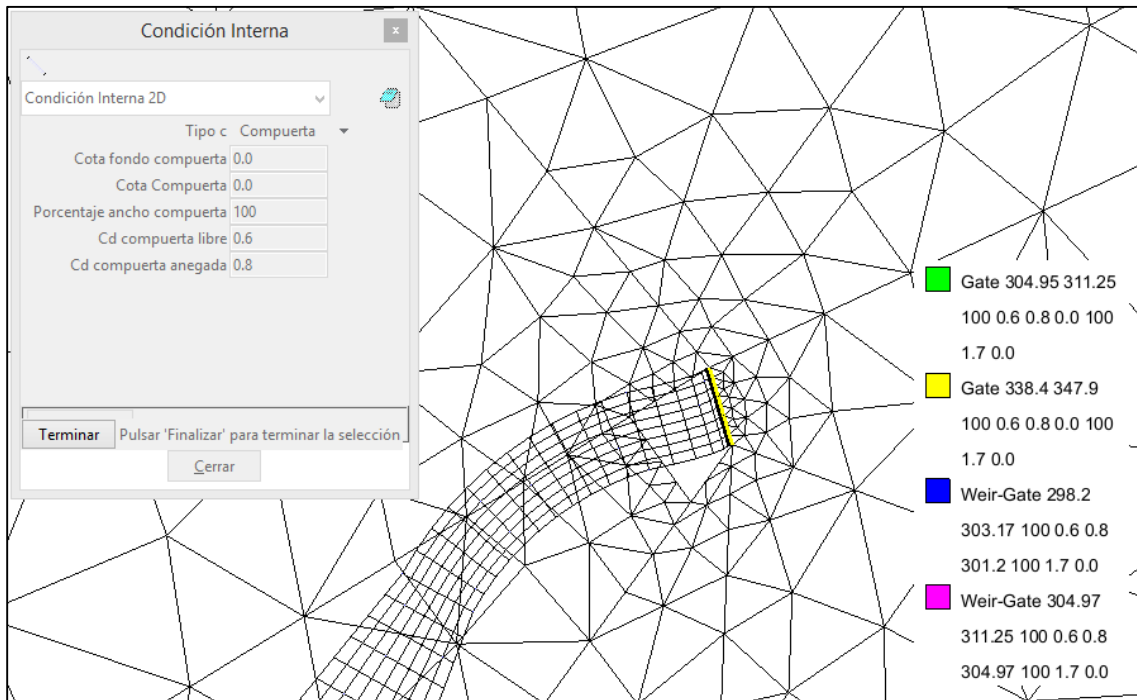 Condición Interna
x
Condición Interna 2D
Tipo c Compuerta
Cota fondo compuerta 0.0
Cota Compuerta 0.0
Porcentaje ancho compuerta 100
Cd compuerta libre 0.6
Cd compuerta anegada 0.8
Terminar Pulsar 'Finalizar' para terminar la selección
Cerrar
Gate 304.95 311.25
100 0.6 0.8 0.0 100
1.7 0.0
Gate 338.4 347.9
100 0.6 0.8 0.0 100
1.7 0.0
Weir-Gate 298.2
303.17 100 0.6 0.8
301.2 100 1.7 0.0
Weir-Gate 304.97
311.25 100 0.6 0.8
304.97 100 1.7 0.0